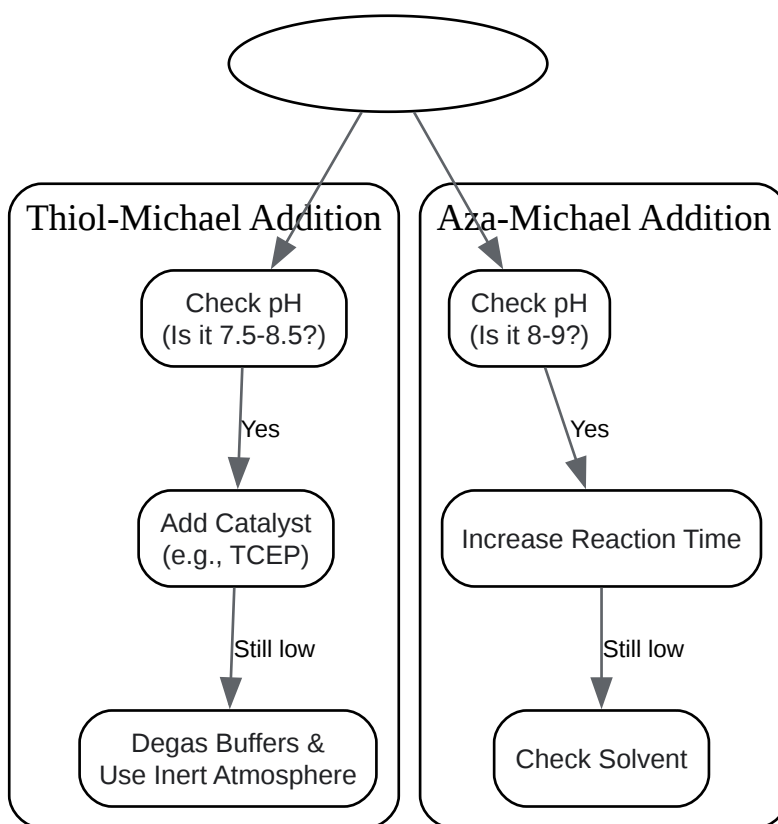 Thiol-Michael Addition
Check pH
(Is it 7.5-8.5?)
Yes
Add Catalyst
(e.g., TCEP)
Still low
Degas Buffers &
Use Inert Atmosphere
Aza-Michael Addition
Check pH
(Is it 8-9?)
Yes
Increase Reaction Time
Still low
Check Solvent